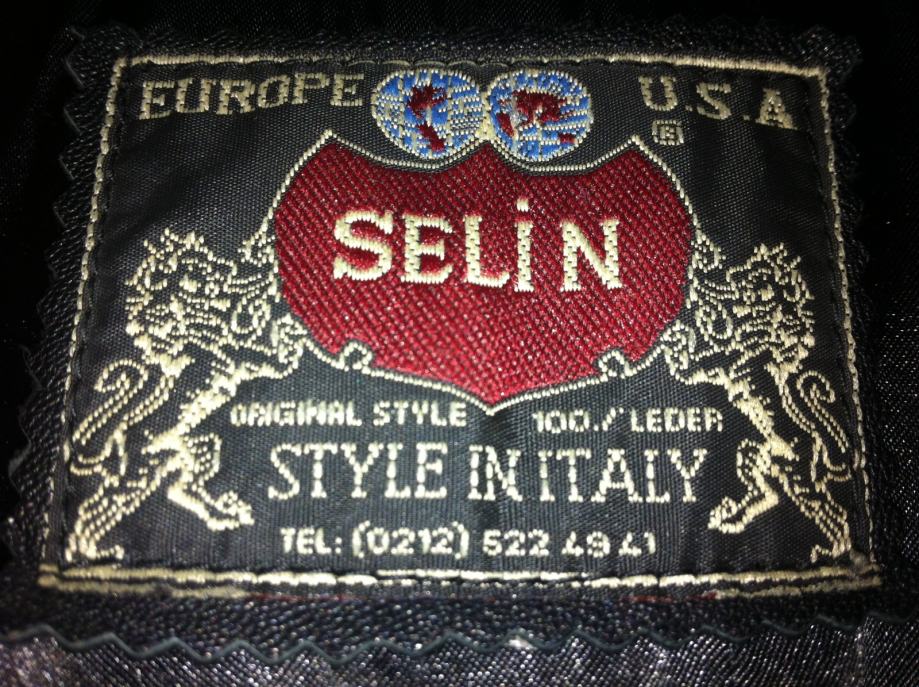 EUROPE U.S.A
SELİN
ORIGINAL STYLE 100./LEDER
STYLE IN ITALY
TEL: (0212) 522 49 41